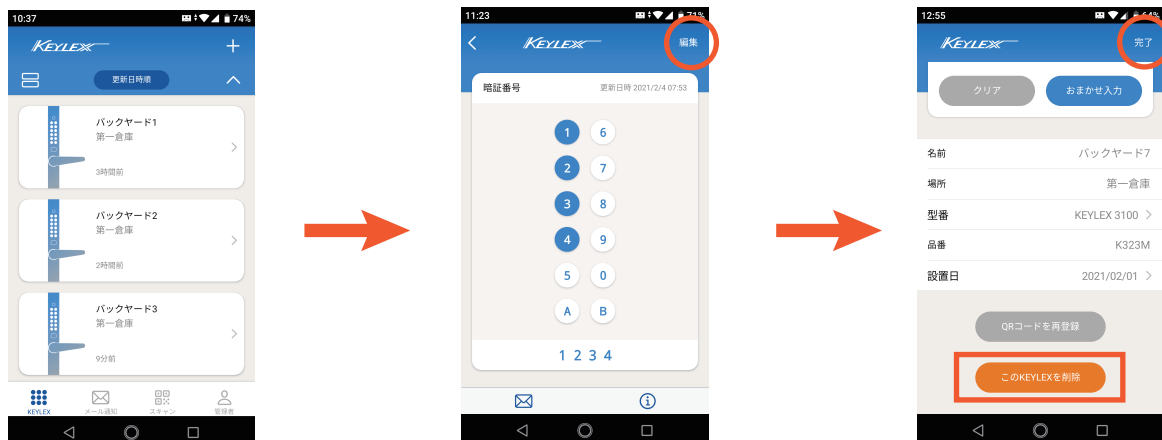 10:37
74%
KEYLEX
更新日時順
バックヤード1
第一倉庫
3時間前
バックヤード2
第一倉庫
2時間前
バックヤード3
第一倉庫
9分前
KEYLEX
メール通知
スキャン
管理者
11:23
71%
KEYLEX
編集
暗証番号
更新日時 2021/2/4 07:53
1 6
2 7
3 8
4 9
5 0
A B
1 2 3 4
12:55
64%
KEYLEX
完了
クリア
おまかせ入力
名前 バックヤード7
場所 第一倉庫
型番 KEYLEX 3100
品番 K323M
設置日 2021/02/01
QRコードを再登録
このKEYLEXを削除